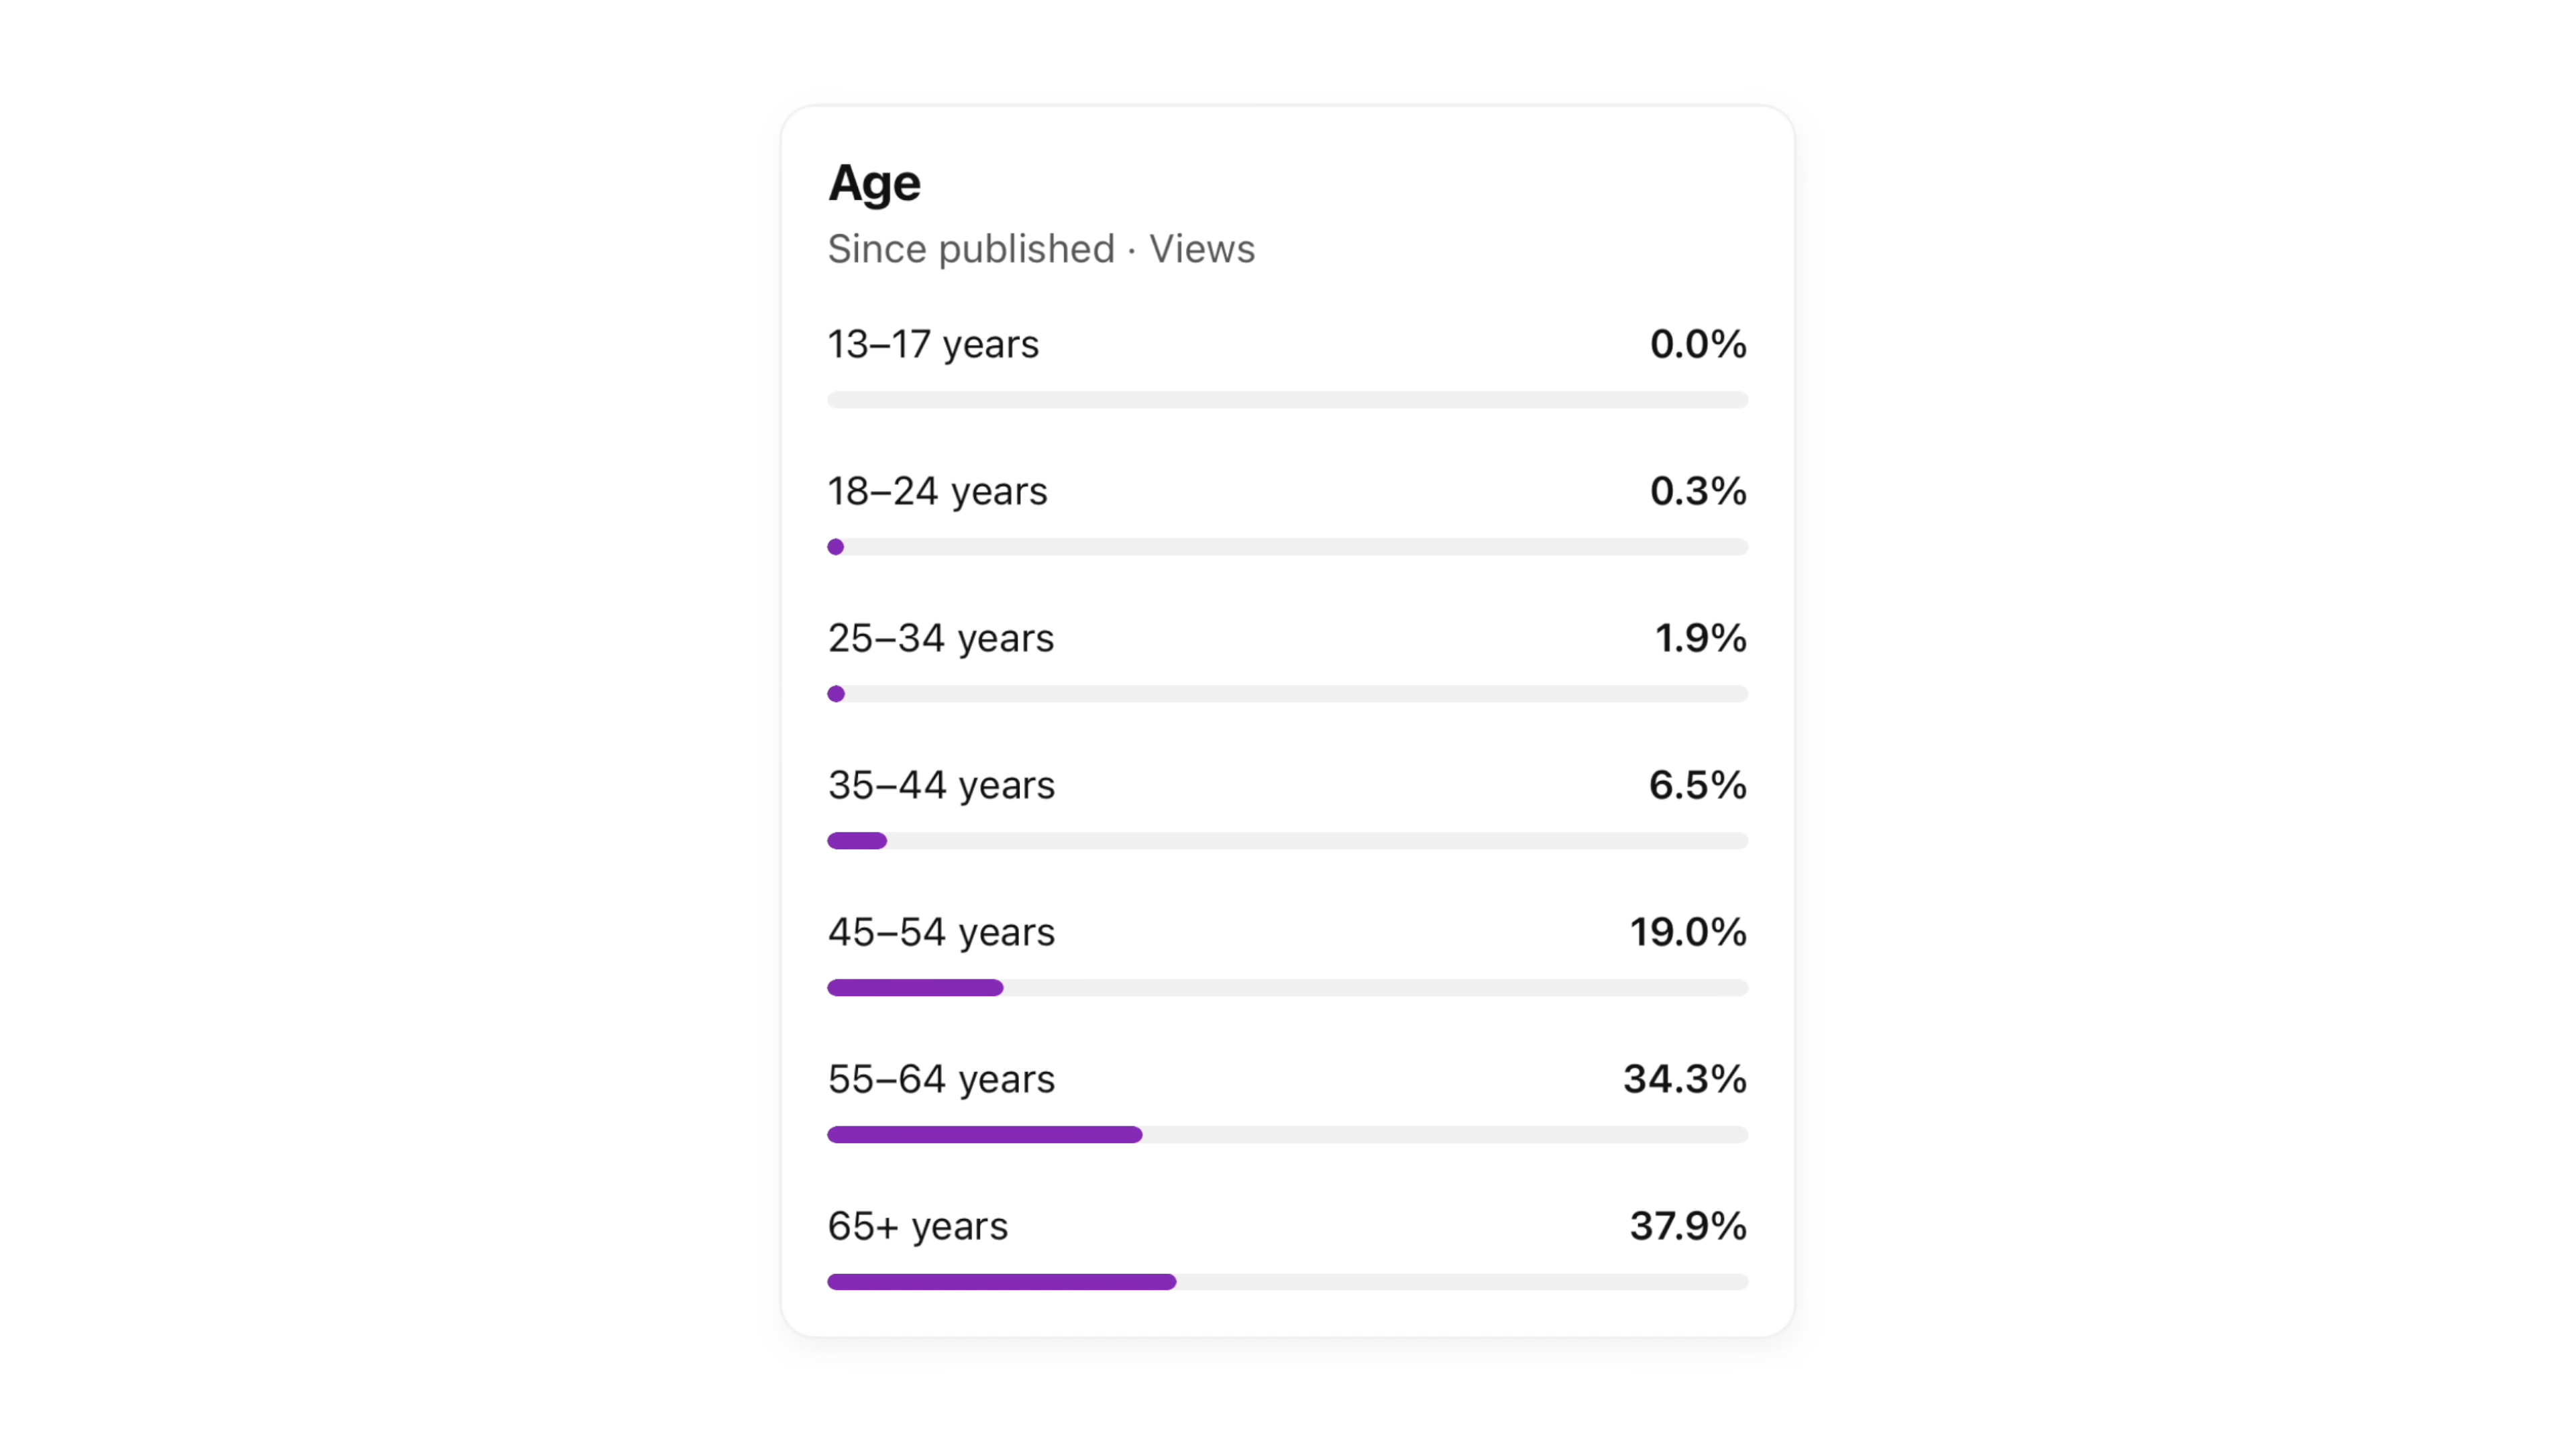 Age
Since published · Views
13–17 years 0.0%
18–24 years 0.3%
25–34 years 1.9%
35–44 years 6.5%
45–54 years 19.0%
55–64 years 34.3%
65+ years 37.9%